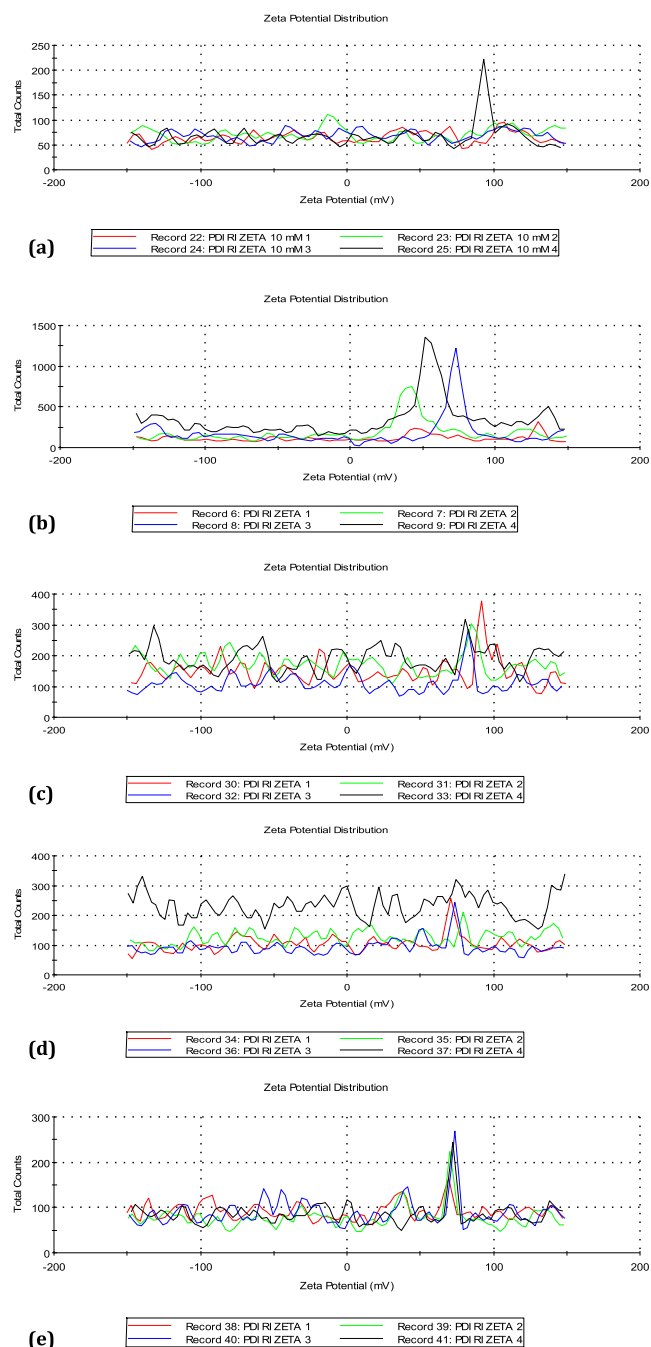 Zeta Potential Distribution
250
200
150
100
50
0
Total Counts
-200 -100 0 100 200
Zeta Potential (mV)
(a)
Record 22: PDI RI ZETA 10 mM 1 Record 23: PDI RI ZETA 10 mM 2
Record 24: PDI RI ZETA 10 mM 3 Record 25: PDI RI ZETA 10 mM 4
Zeta Potential Distribution
1500
1000
500
0
Total Counts
-200 -100 0 100 200
Zeta Potential (mV)
(b)
Record 6: PDI RI ZETA 1 Record 7: PDI RI ZETA 2
Record 8: PDI RI ZETA 3 Record 9: PDI RI ZETA 4
Zeta Potential Distribution
400
300
200
100
0
Total Counts
-200 -100 0 100 200
Zeta Potential (mV)
(c)
Record 30: PDI RI ZETA 1 Record 31: PDI RI ZETA 2
Record 32: PDI RI ZETA 3 Record 33: PDI RI ZETA 4
Zeta Potential Distribution
400
300
200
100
0
Total Counts
-200 -100 0 100 200
Zeta Potential (mV)
(d)
Record 34: PDI RI ZETA 1 Record 35: PDI RI ZETA 2
Record 36: PDI RI ZETA 3 Record 37: PDI RI ZETA 4
Zeta Potential Distribution
300
200
100
0
Total Counts
-200 -100 0 100 200
Zeta Potential (mV)
(e)
Record 38: PDI RI ZETA 1 Record 39: PDI RI ZETA 2
Record 40: PDI RI ZETA 3 Record 41: PDI RI ZETA 4